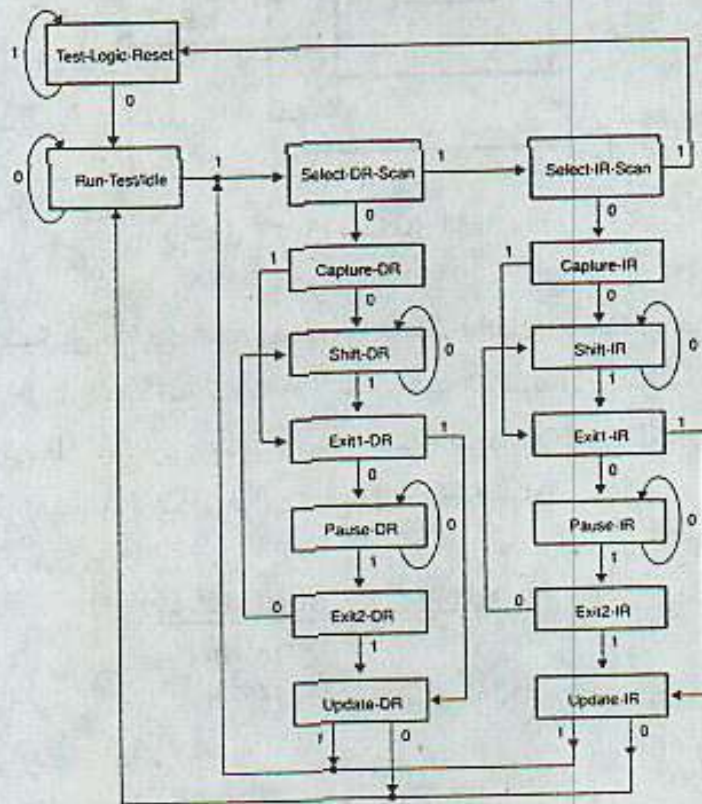 1
Test-Logic-Reset
0
0
Run-Test/Idle
1
Select-DR-Scan
1
Select-IR-Scan
1
0
0
1
Capture-DR
1
Capture-IR
0
0
Shift-DR
0
Shift-IR
0
1
1
Exit1-DR
1
Exit1-IR
1
0
0
Pause-DR
0
Pause-IR
0
1
1
0
Exit2-DR
0
Exit2-IR
1
1
Update-DR
Update-IR
1
0
1
0